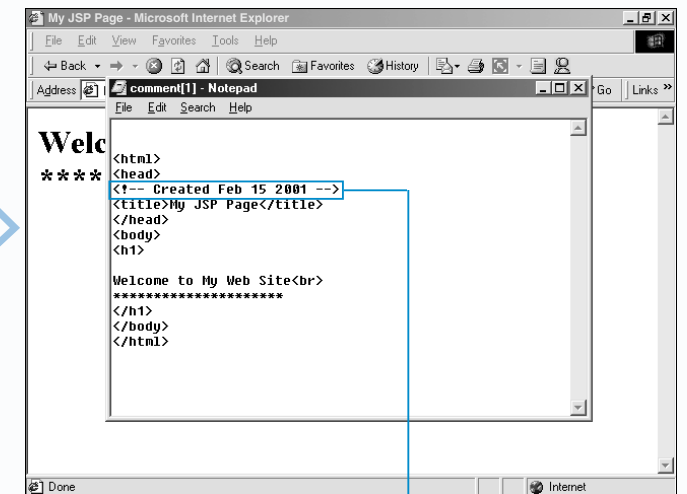 My JSP Page - Microsoft Internet Explorer
File Edit View Favorites Tools Help
Back Search Favorites History
Address Go Links »
comment[1] - Notepad
File Edit Search Help
Welc
****
<html>
<head>
<!-- Created Feb 15 2001 -->
<title>My JSP Page</title>
</head>
<body>
<h1>
Welcome to My Web Site<br>
*********************
</h1>
</body>
</html>
Done Internet